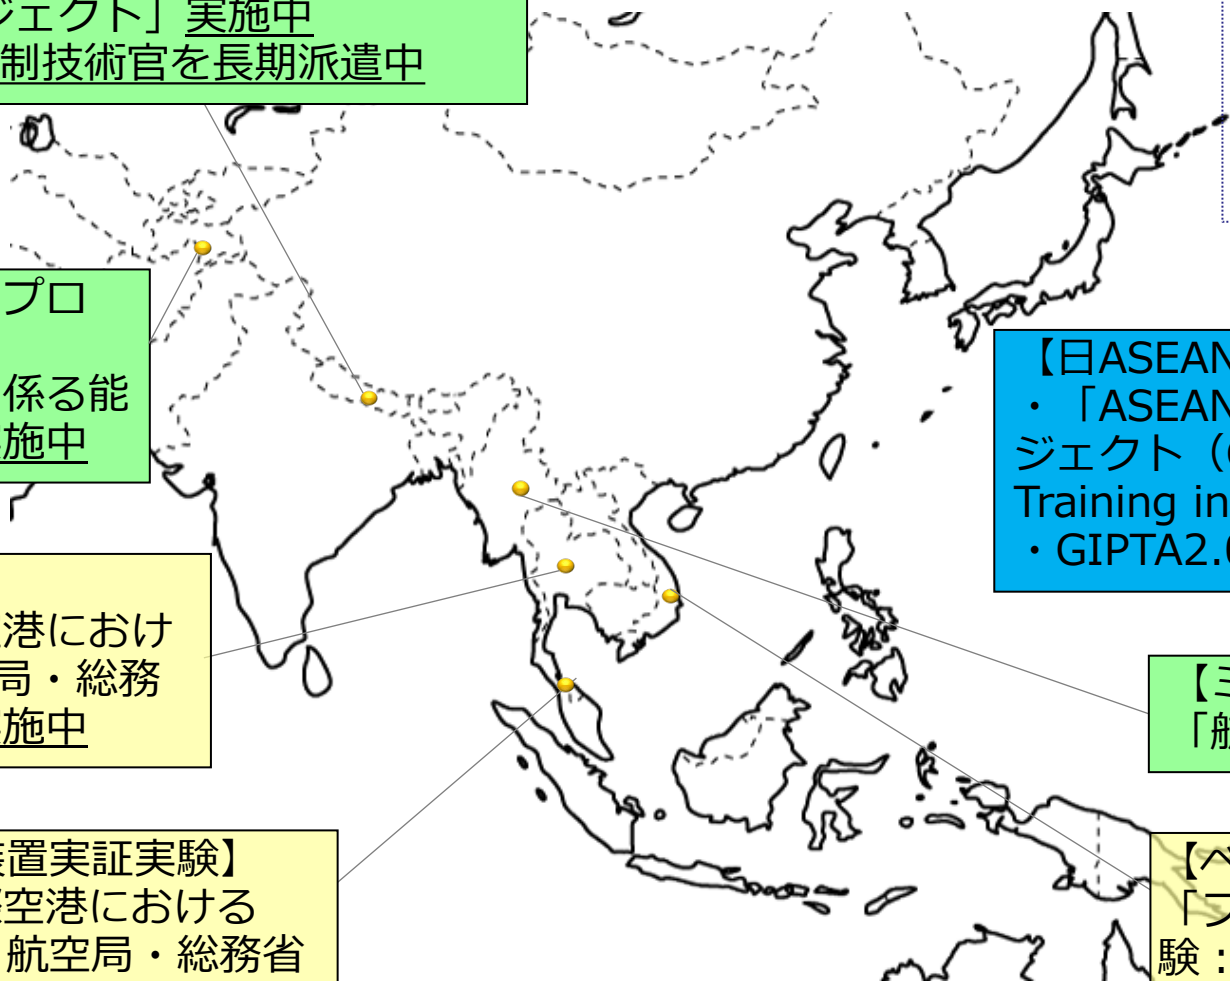 ジェクト」実施中
制技術官を長期派遣中
プロ
係る能
施中
【日ASEAN
・「ASEAN
ジェクト（
Training in
・GIPTA2.
港におけ
局・総務
施中
【ミ
「航
置実証実験】
空港における
航空局・総務省
【ベ
「フ
験：